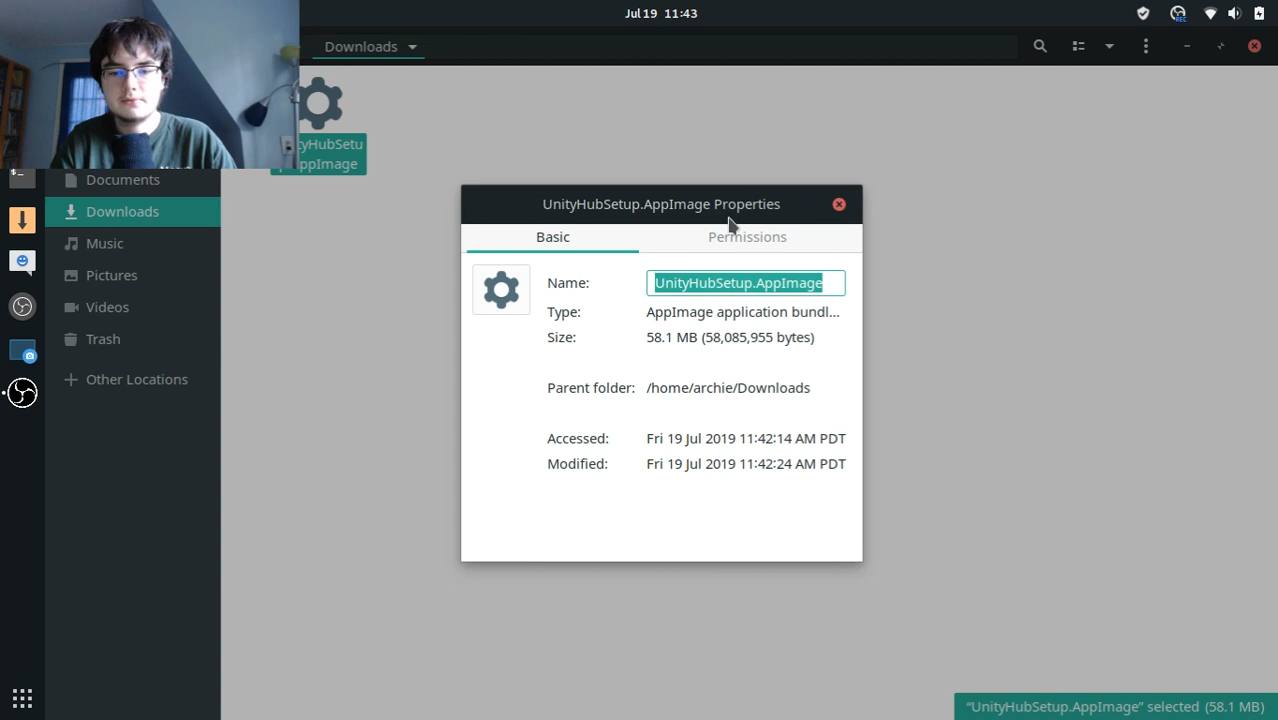 Jul 19 11:43
Downloads
yHubSetu
ppImage
Documents
Downloads
Music
Pictures
Videos
Trash
Other Locations
UnityHubSetup.AppImage Properties
Basic
Permissions
Name:
UnityHubSetup.AppImage
Type:
AppImage application bundl...
Size:
58.1 MB (58,085,955 bytes)
Parent folder:
/home/archie/Downloads
Accessed:
Fri 19 Jul 2019 11:42:14 AM PDT
Modified:
Fri 19 Jul 2019 11:42:24 AM PDT
“UnityHubSetup.AppImage” selected (58.1 MB)
REC
$_